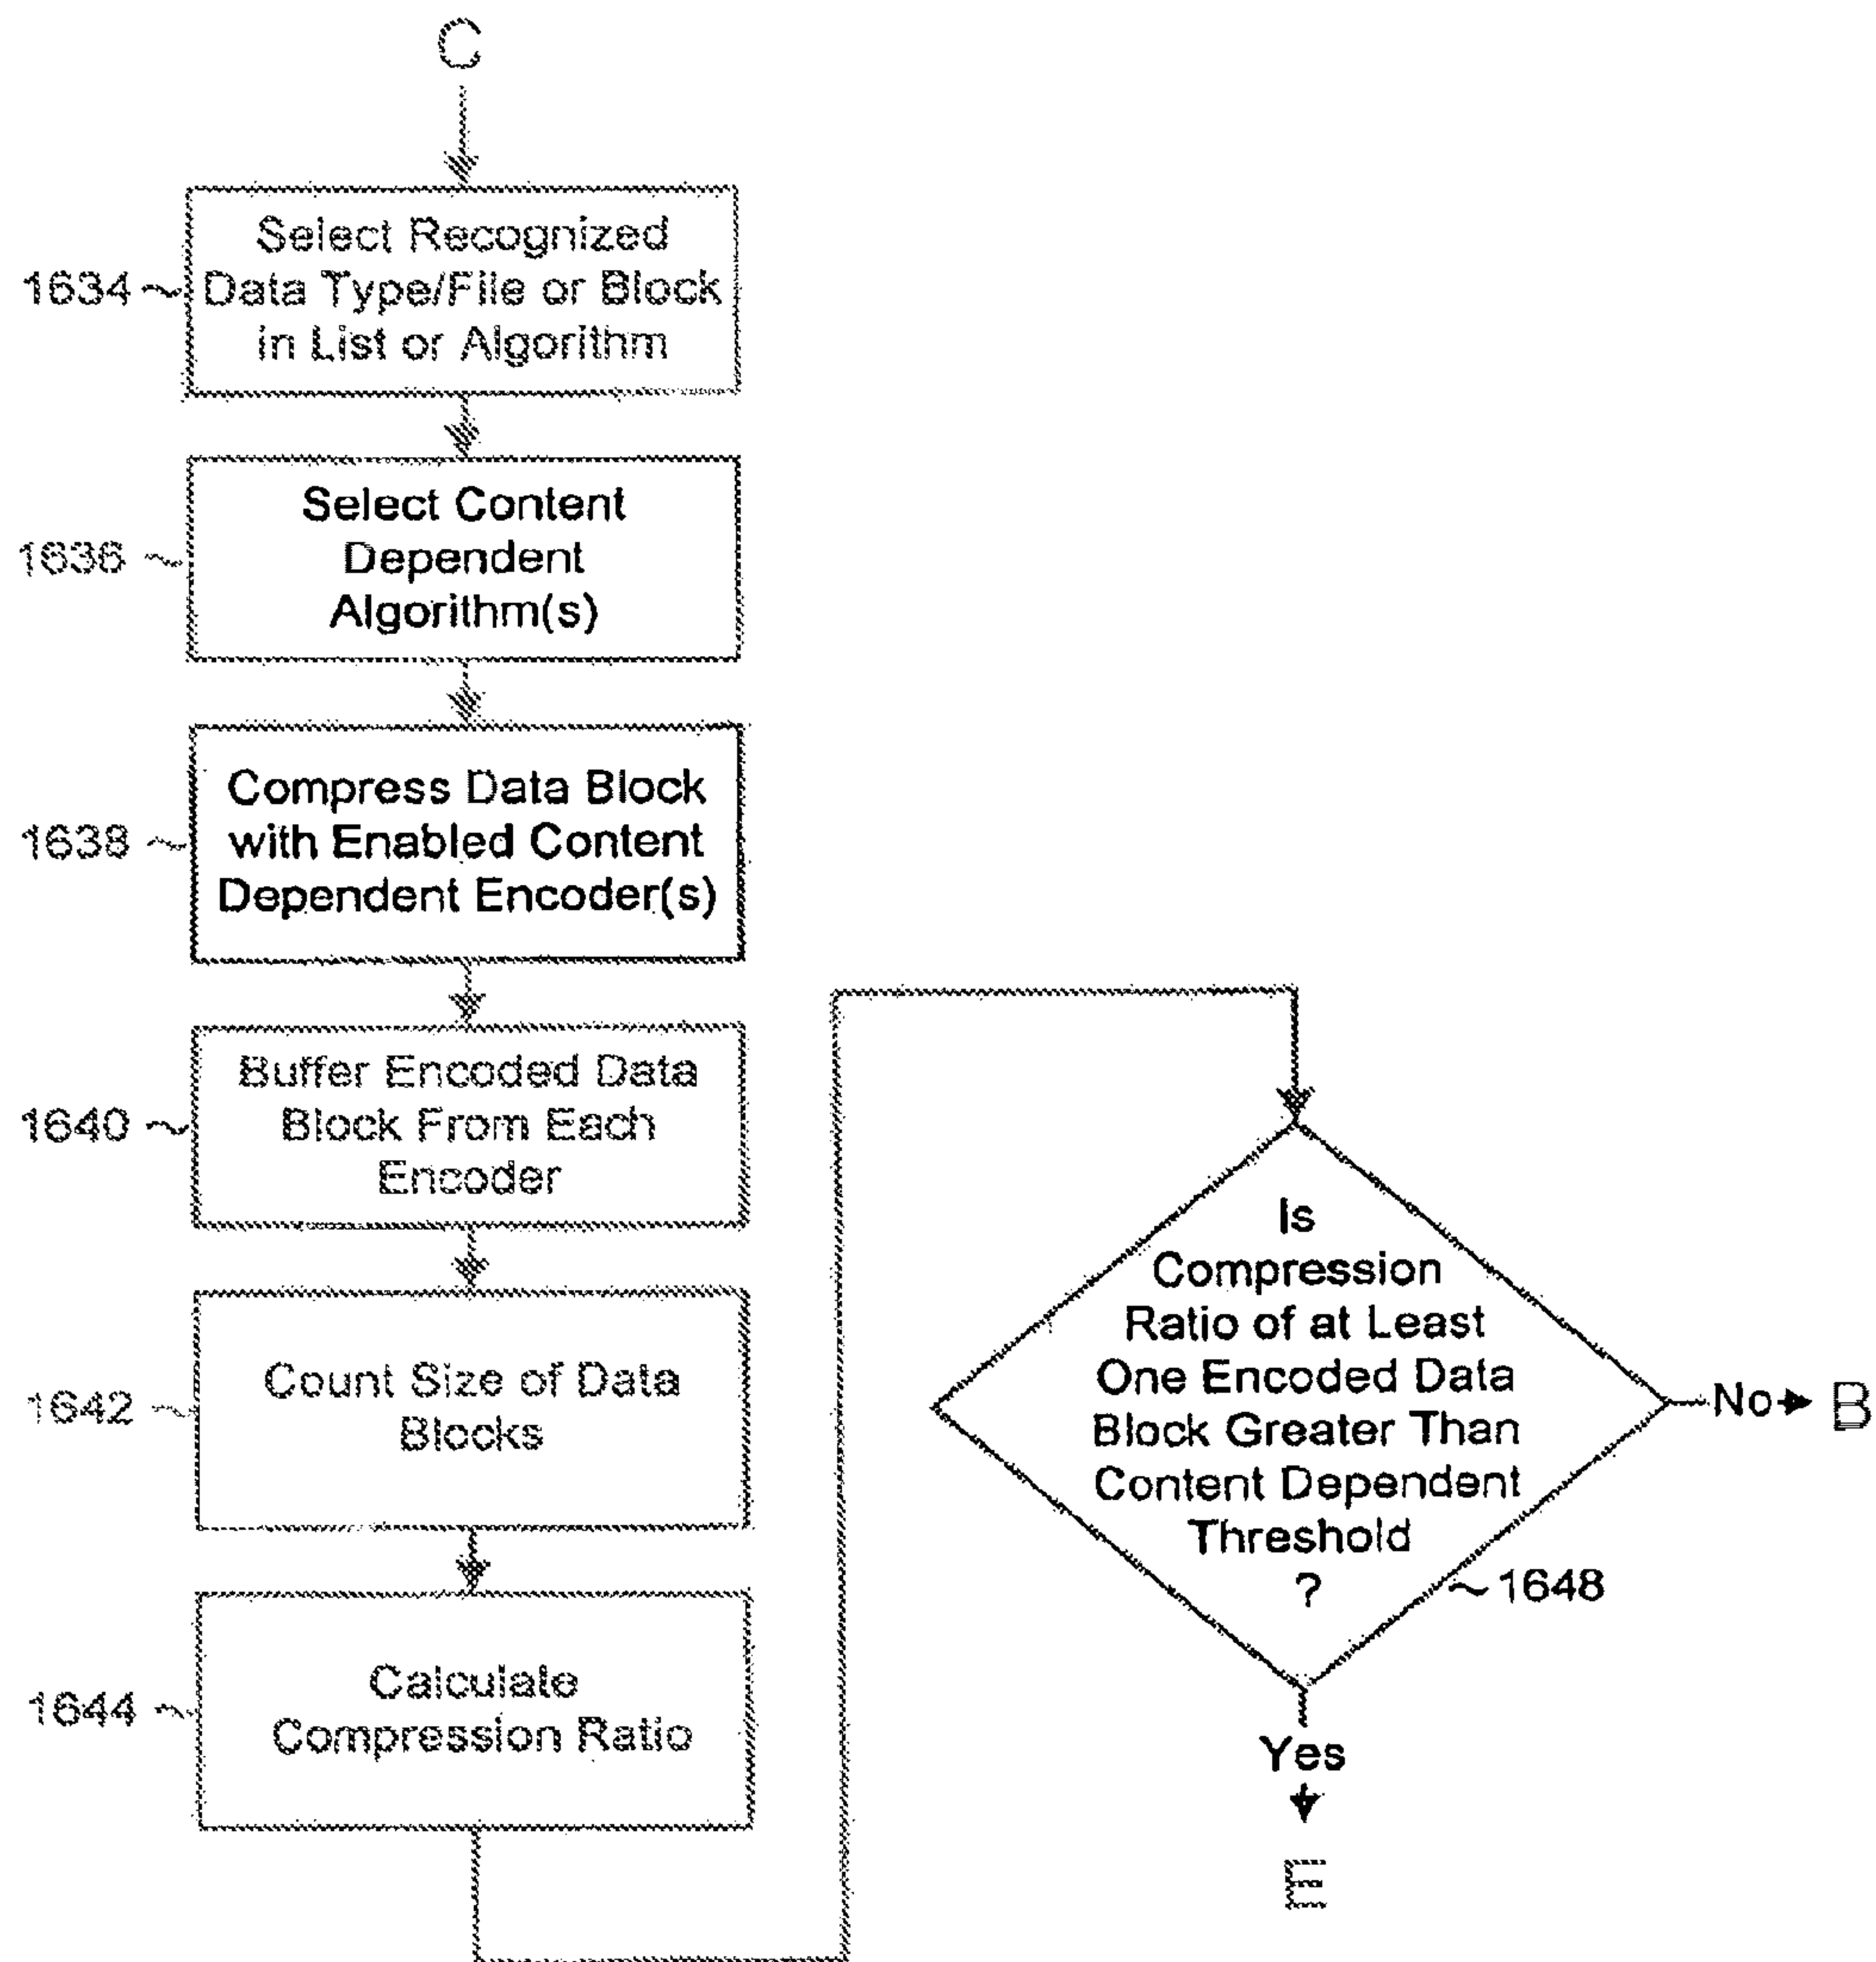 C
1634
Select Recognized
Data Type/File or Block
in List or Algorithm
1636
Select Content
Dependent
Algorithm(s)
1638
Compress Data Block
with Enabled Content
Dependent Encoder(s)
1640
Buffer Encoded Data
Block From Each
Encoder
1642
Count Size of Data
Blocks
1644
Calculate
Compression Ratio
Is
Compression
Ratio of at Least
One Encoded Data
Block Greater Than
Content Dependent
Threshold
?
1648
No
B
Yes
E